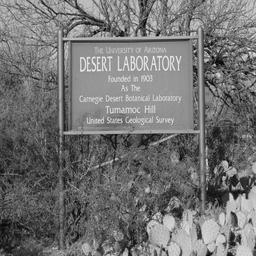 THE UNIVERSITY OF ARIZONA
DESERT LABORATORY
Founded in 1903
As The
Carnegie Desert Botanical Laboratory
Tumamoc Hill
United States Geological Survey